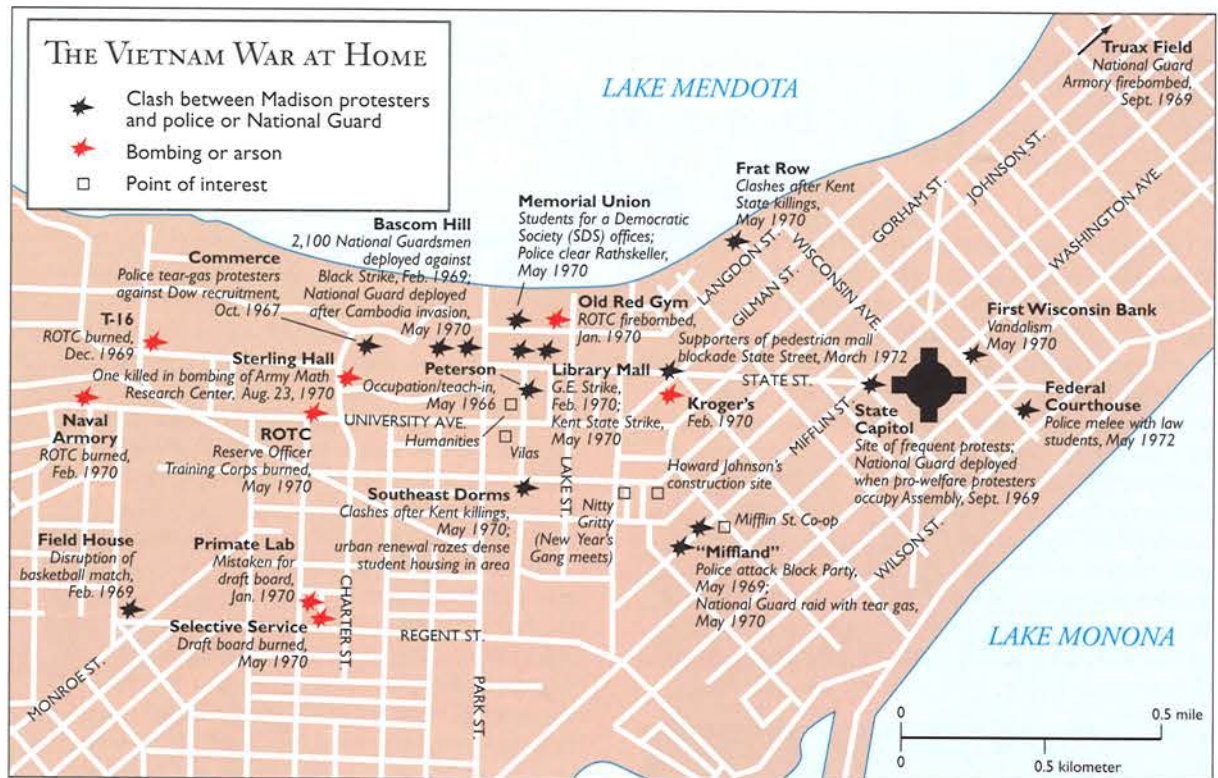 THE VIETNAM WAR AT HOME
Clash between Madison protesters
and police or National Guard
Bombing or arson
Point of interest
LAKE MENDOTA
Truax Field
National Guard
Armory firebombed,
Sept. 1969
Frat Row
Clashes after Kent
State killings,
May 1970
Memorial Union
Students for a Democratic
Society (SDS) offices;
Police clear Rathskeller,
May 1970
Bascom Hill
2,100 National Guardsmen
deployed against
Black Strike, Feb. 1969;
National Guard deployed
after Cambodia invasion,
May 1970
Commerce
Police tear-gas protesters
against Dow recruitment,
Oct. 1967
T-16
ROTC burned,
Dec. 1969
Old Red Gym
ROTC firebombed,
Jan. 1970
LANGDON ST.
GILMAN ST.
WISCONSIN AVE.
GORHAM ST.
JOHNSON ST.
WASHINGTON AVE.
First Wisconsin Bank
Vandalism
May 1970
Supporters of pedestrian mall
blockade State Street, March 1972
STATE ST.
Sterling Hall
One killed in bombing of Army Math
Research Center, Aug. 23, 1970
Peterson
Occupation/teach-in,
May 1966
Library Mall
G.E. Strike,
Feb. 1970;
Kent State Strike,
May 1970
Kroger's
Feb. 1970
MIFFLIN ST.
State
Capitol
Site of frequent protests;
National Guard deployed
when pro-welfare protesters
occupy Assembly, Sept. 1969
Federal
Courthouse
Police melee with law
students, May 1972
Naval
Armory
ROTC burned,
Feb. 1970
ROTC
Reserve Officer
Training Corps burned,
May 1970
UNIVERSITY AVE.
Humanities
Vilas
LAKE ST.
Howard Johnson's
construction site
Southeast Dorms
Clashes after Kent killings,
May 1970;
urban renewal razes dense
student housing in area
Nitty
Gritty
(New Year's
Gang meets)
Mifflin St. Co-op
"Miffland"
Police attack Block Party,
May 1969;
National Guard raid with tear gas,
May 1970
WILSON ST.
Field House
Disruption of
basketball match,
Feb. 1969
Primate Lab
Mistaken for
draft board,
Jan. 1970
CHARTER ST.
Selective Service
Draft board burned,
May 1970
REGENT ST.
MONROE ST.
PARK ST.
LAKE MONONA
0
0.5 mile
0
0.5 kilometer